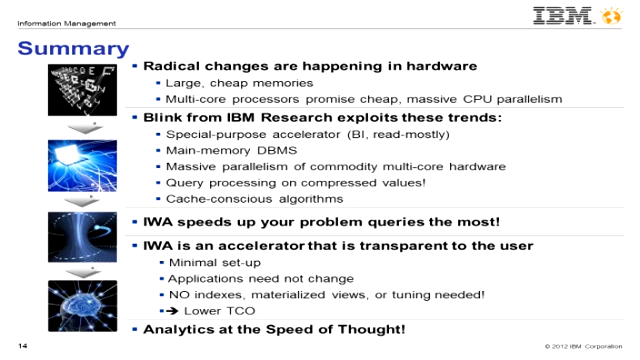 Information Management
IBM
Summary
Radical changes are happening in hardware
Large, cheap memories
Multi-core processors promise cheap, massive CPU parallelism
Blink from IBM Research exploits these trends:
Special-purpose accelerator (BI, read-mostly)
Main-memory DBMS
Massive parallelism of commodity multi-core hardware
Query processing on compressed values!
Cache-conscious algorithms
IWA speeds up your problem queries the most!
IWA is an accelerator that is transparent to the user
Minimal set-up
Applications need not change
NO indexes, materialized views, or tuning needed!
➔ Lower TCO
Analytics at the Speed of Thought!
14
© 2012 IBM Corporation